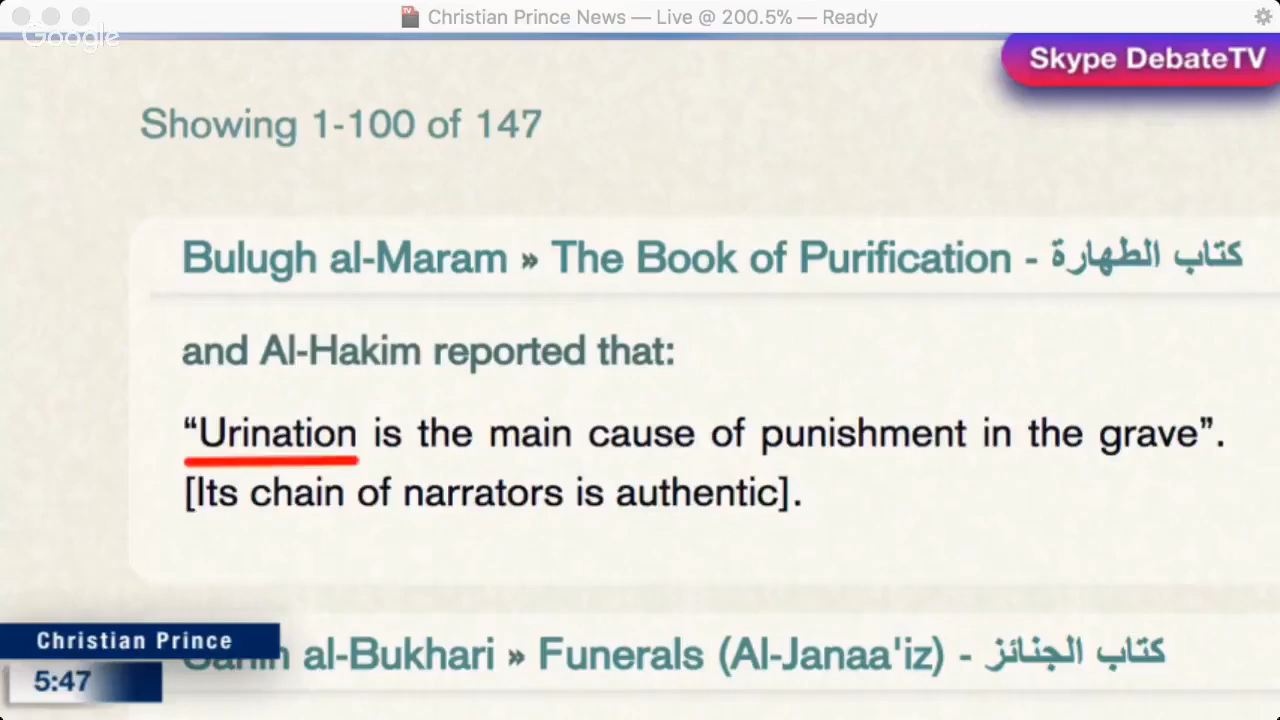 Christian Prince News — Live @ 200.5% — Ready
Google
Skype DebateTV
Showing 1-100 of 147
Bulugh al-Maram » The Book of Purification - كتاب الطهارة
and Al-Hakim reported that:
“Urination is the main cause of punishment in the grave”.
[Its chain of narrators is authentic].
Christian Prince
al-Bukhari » Funerals (Al-Janaa'iz) - كتاب الجنائز
5:47